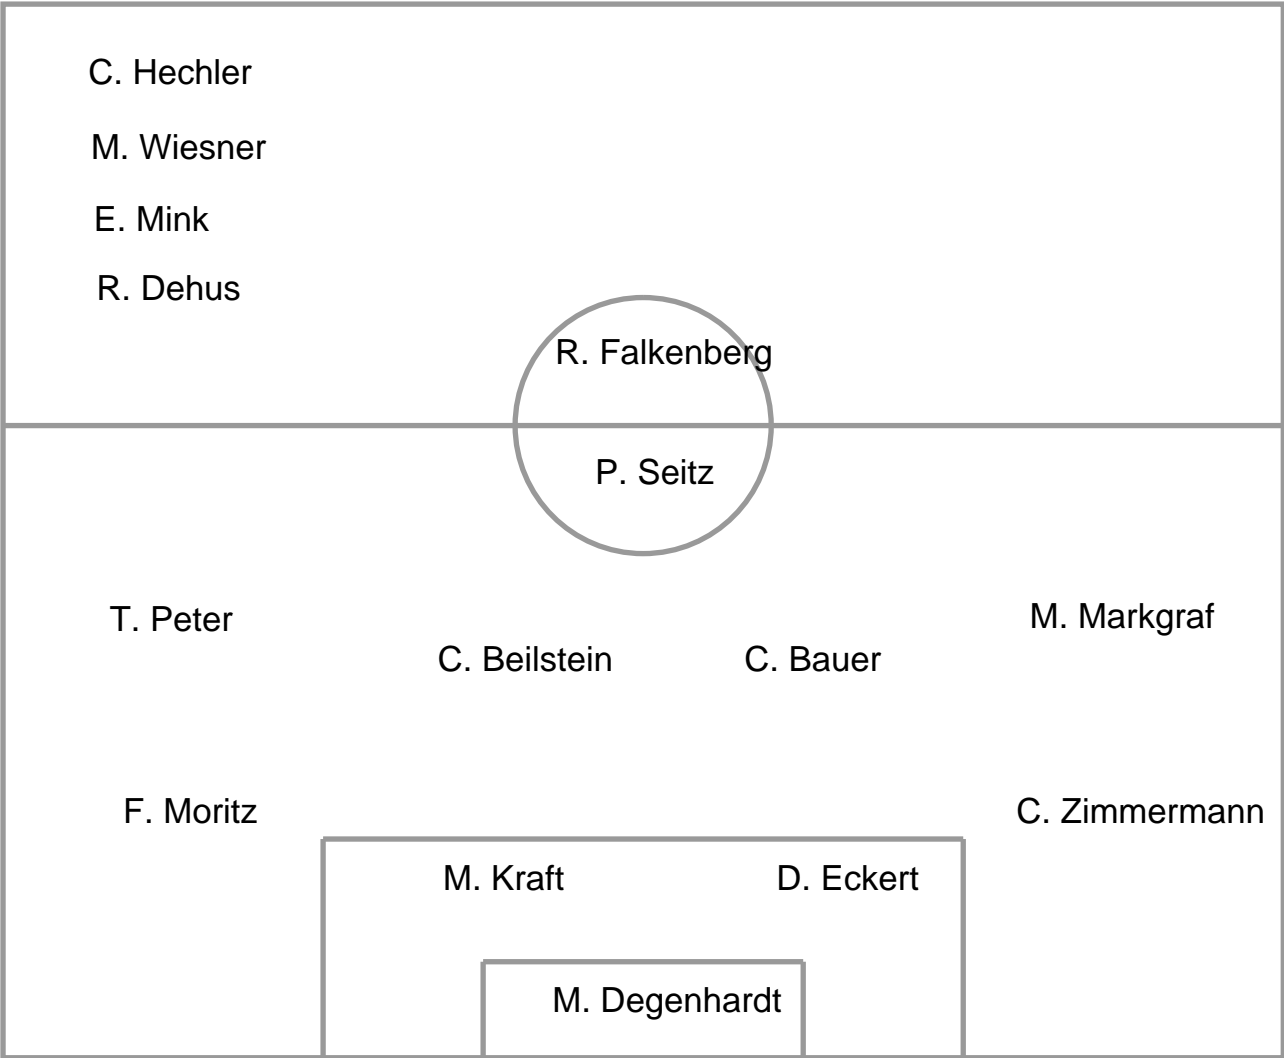 C. Hechler
M. Wiesner
E. Mink
R. Dehus
R. Falkenberg
P. Seitz
T. Peter
M. Markgraf
C. Beilstein
C. Bauer
F. Moritz
C. Zimmermann
M. Kraft
D. Eckert
M. Degenhardt